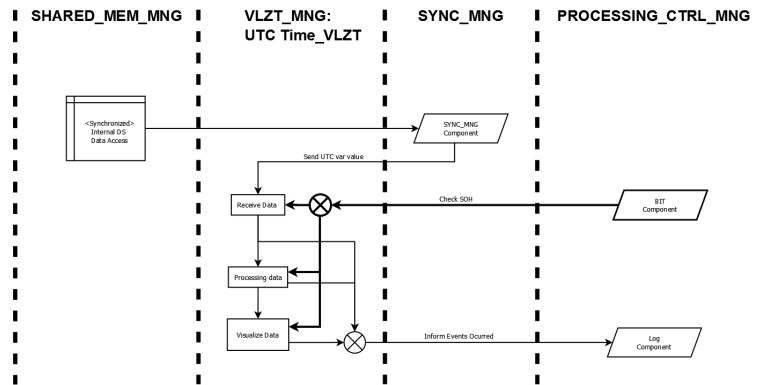 SHARED_MEM_MNG
VLZT_MNG:
UTC Time_VLZT
SYNC_MNG
PROCESSING_CTRL_MNG
<Synchronized>
Internal DS
Data Access
SYNC_MNG
Component
Send UTC var value
Receive Data
Check SOH
BIT
Component
Processing data
Visualize Data
Inform Events Ocurred
Log
Component